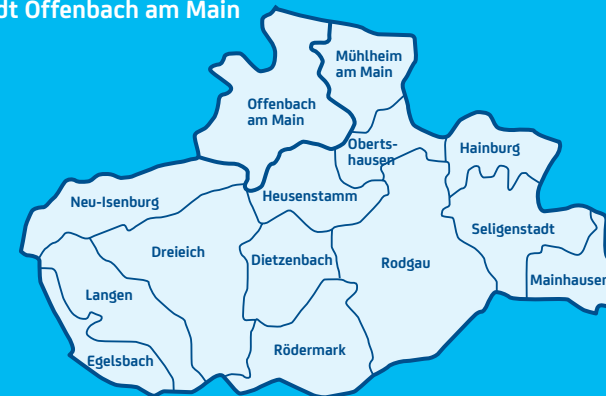 dt Offenbach am Main
Mühlheim
am Main
Offenbach
am Main
Oberts-
hausen
Hainburg
Neu-Isenburg
Heusenstamm
Seligenstadt
Dreieich
Dietzenbach
Rodgau
Mainhausen
Langen
Rödermark
Egelsbach